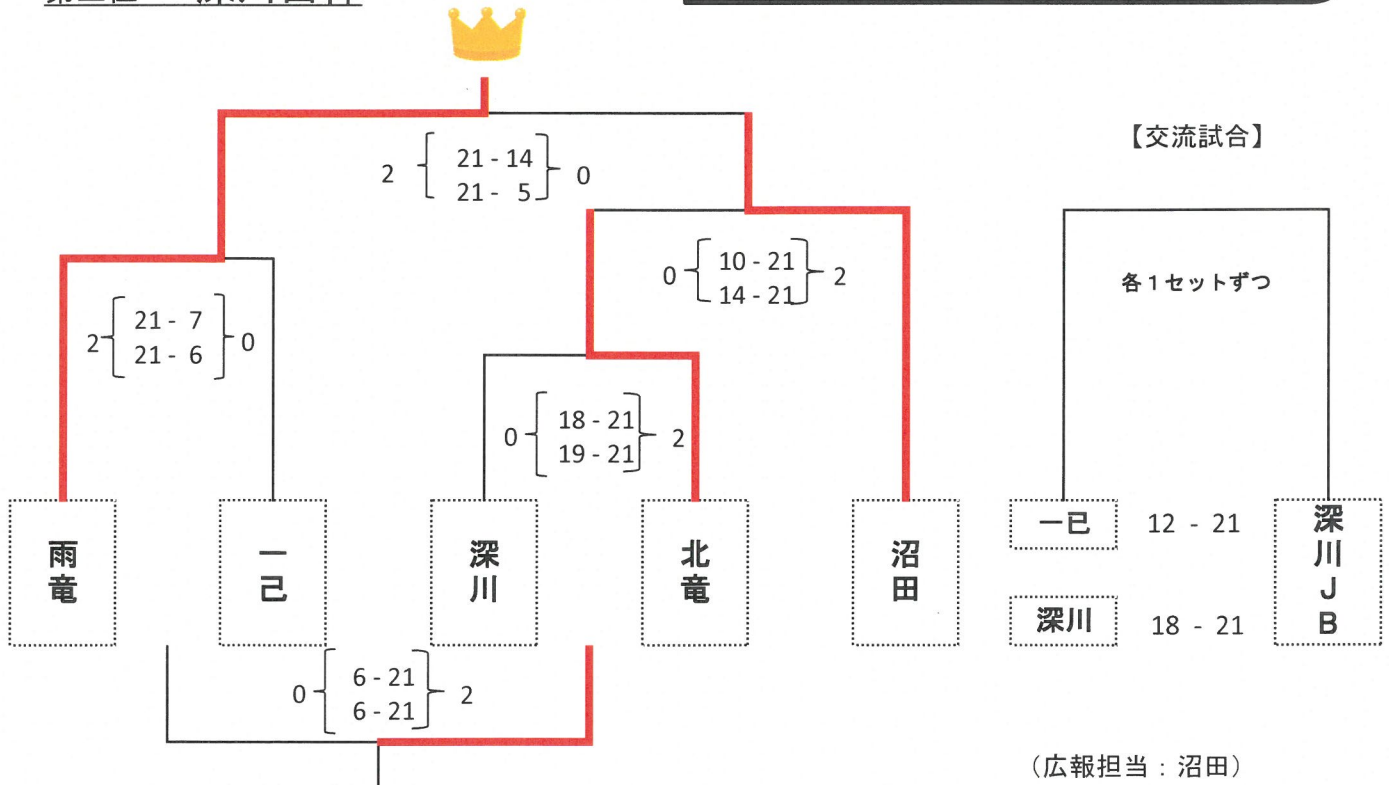 【交流試合】
2 21 - 14 0
21 - 5
0 10 - 21 2
14 - 21
各１セットずつ
2 21 - 7 0
21 - 6
0 18 - 21 2
19 - 21
雨竜
一己
深川
北竜
沼田
一已 12 - 21
深川 18 - 21
深川ＪＢ
0 6 - 21 2
6 - 21
（広報担当：沼田）